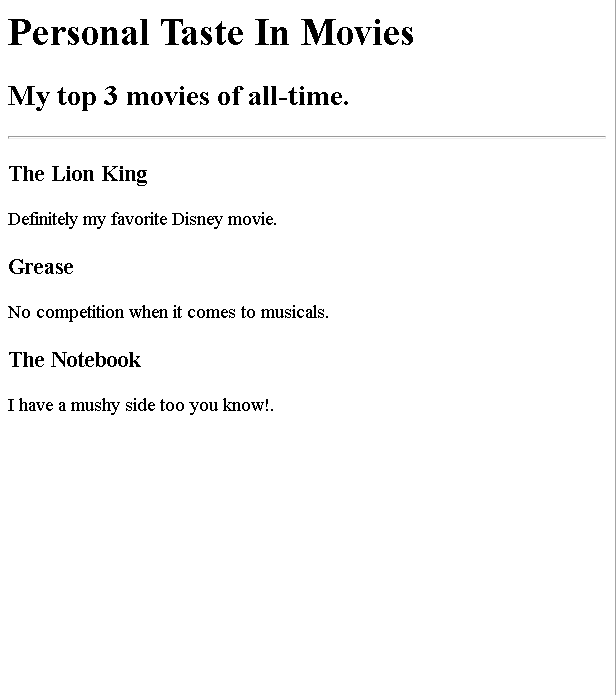 Personal Taste In Movies
My top 3 movies of all-time.
The Lion King
Definitely my favorite Disney movie.
Grease
No competition when it comes to musicals.
The Notebook
I have a mushy side too you know!.